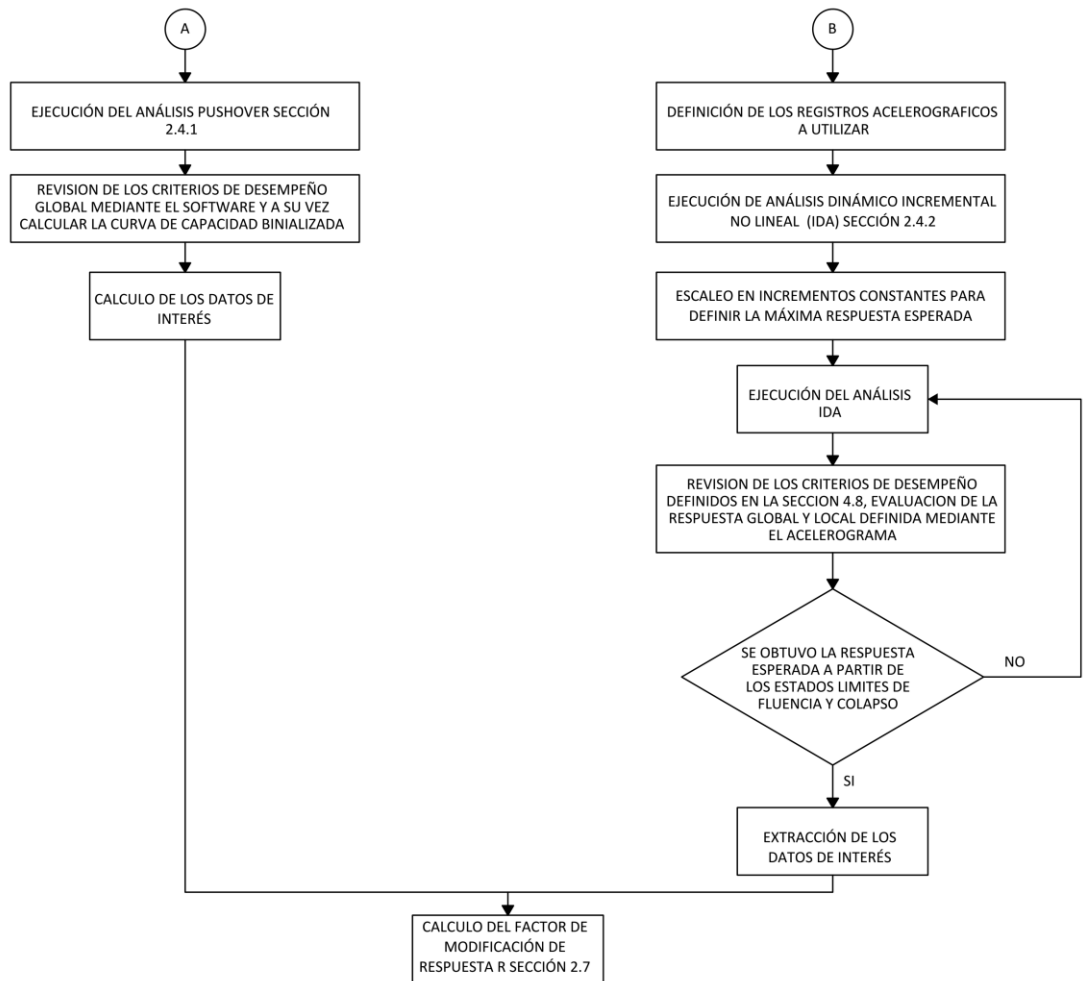 A
EJECUCIÓN DEL ANÁLISIS PUSHOVER SECCIÓN
2.4.1
REVISION DE LOS CRITERIOS DE DESEMPEÑO
GLOBAL MEDIANTE EL SOFTWARE Y A SU VEZ
CALCULAR LA CURVA DE CAPACIDAD BINIALIZADA
CALCULO DE LOS DATOS DE
INTERÉS
B
DEFINICIÓN DE LOS REGISTROS ACELEROGRAFICOS
A UTILIZAR
EJECUCIÓN DE ANÁLISIS DINÁMICO INCREMENTAL
NO LINEAL (IDA) SECCIÓN 2.4.2
ESCALEO EN INCREMENTOS CONSTANTES PARA
DEFINIR LA MÁXIMA RESPUESTA ESPERADA
EJECUCIÓN DEL ANÁLISIS
IDA
REVISION DE LOS CRITERIOS DE DESEMPEÑO
DEFINIDOS EN LA SECCION 4.8, EVALUACION DE LA
RESPUESTA GLOBAL Y LOCAL DEFINIDA MEDIANTE
EL ACELEROGRAMA
SE OBTUVO LA RESPUESTA
ESPERADA A PARTIR DE
LOS ESTADOS LIMITES DE
FLUENCIA Y COLAPSO
NO
SI
EXTRACCIÓN DE LOS
DATOS DE INTERÉS
CALCULO DEL FACTOR DE
MODIFICACIÓN DE
RESPUESTA R SECCIÓN 2.7